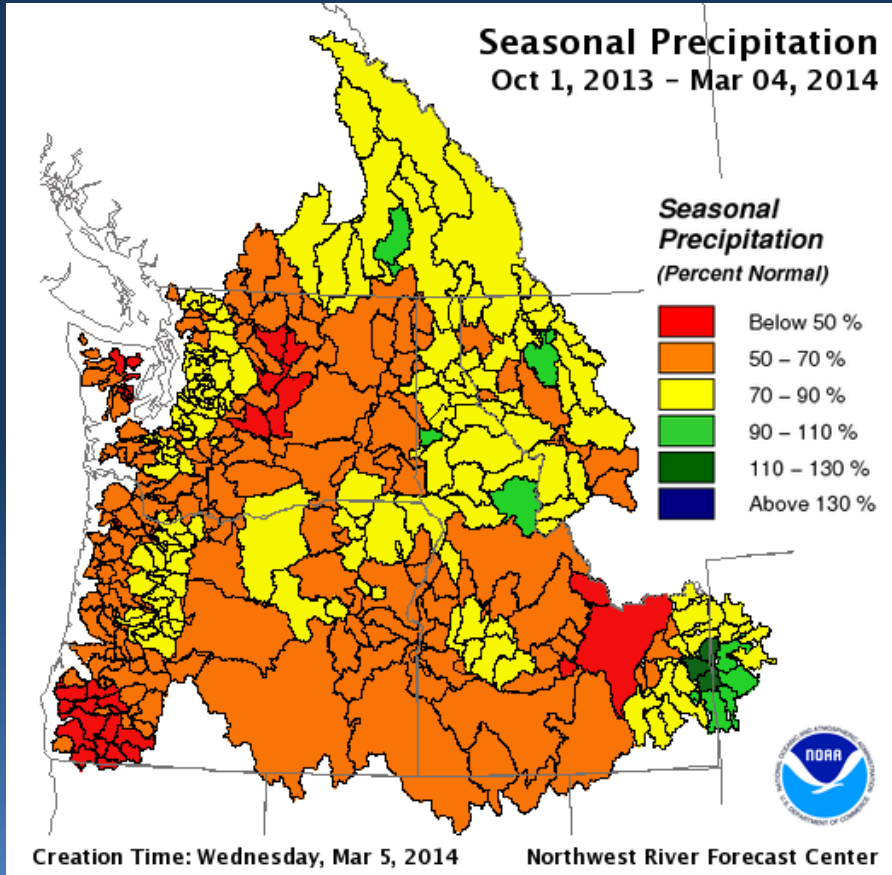 Seasonal Precipitation
Oct 1, 2013 – Mar 04, 2014
Seasonal
Precipitation
(Percent Normal)
Below 50 %
50 – 70 %
70 – 90 %
90 – 110 %
110 – 130 %
Above 130 %
NOAA
Creation Time: Wednesday, Mar 5, 2014
Northwest River Forecast Center